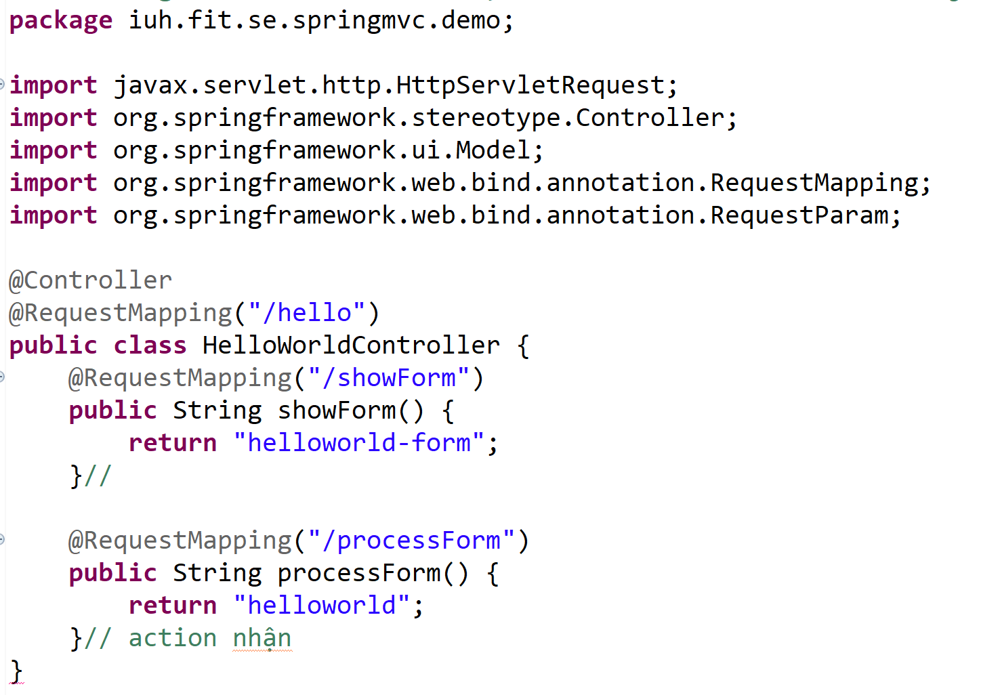 package iuh.fit.se.springmvc.demo;
import javax.servlet.http.HttpServletRequest;
import org.springframework.stereotype.Controller;
import org.springframework.ui.Model;
import org.springframework.web.bind.annotation.RequestMapping;
import org.springframework.web.bind.annotation.RequestParam;
@Controller
@RequestMapping("/hello")
public class HelloWorldController {
    @RequestMapping("/showForm")
    public String showForm() {
        return "helloworld-form";
    }//
    @RequestMapping("/processForm")
    public String processForm() {
        return "helloworld";
    }// action nhận
}